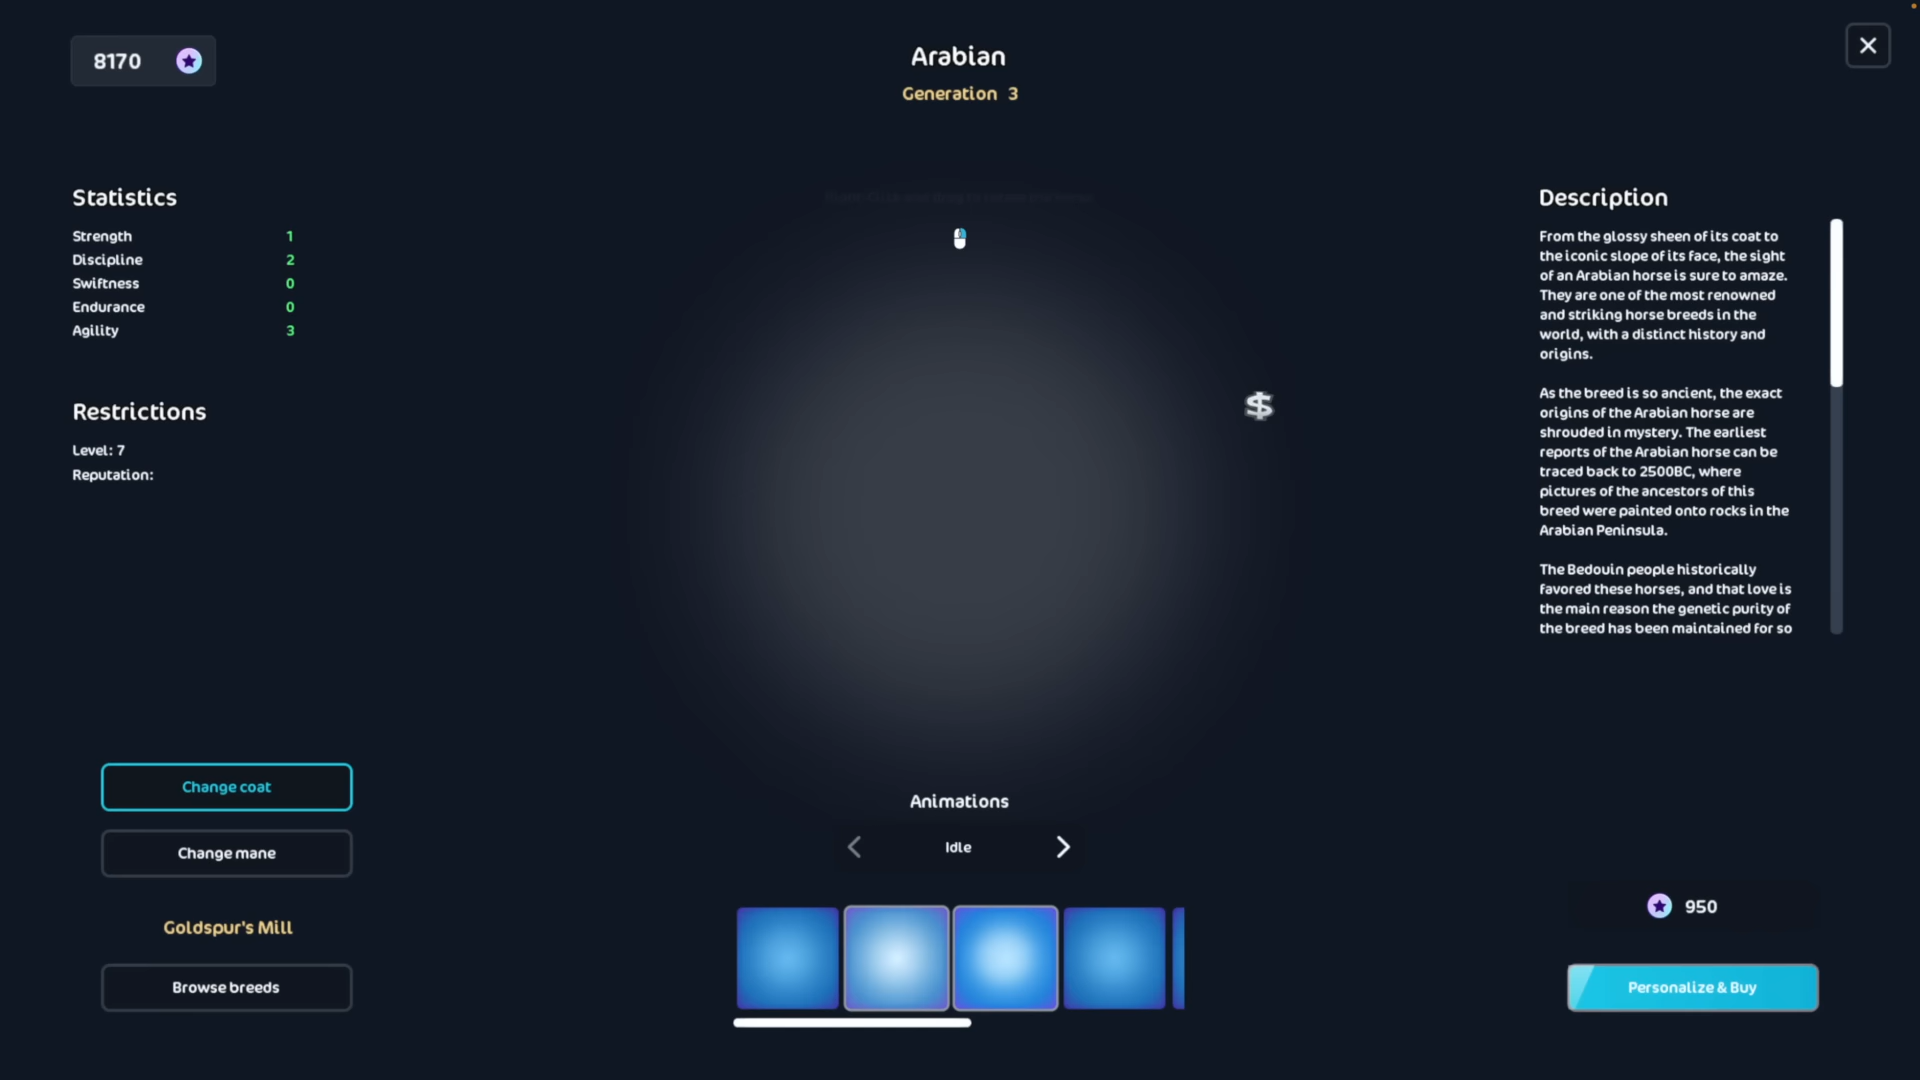 8170
Arabian
Generation 3
Statistics
Strength 1
Discipline 2
Swiftness 0
Endurance 0
Agility 3
Restrictions
Level: 7
Reputation:
$
Description
From the glossy sheen of its coat to
the iconic slope of its face, the sight
of an Arabian horse is sure to amaze.
They are one of the most renowned
and striking horse breeds in the
world, with a distinct history and
origins.
As the breed is so ancient, the exact
origins of the Arabian horse are
shrouded in mystery. The earliest
reports of the Arabian horse can be
traced back to 2500BC, where
pictures of the ancestors of this
breed were painted onto rocks in the
Arabian Peninsula.
The Bedouin people historically
favored these horses, and that love is
the main reason the genetic purity of
the breed has been maintained for so
Change coat
Change mane
Goldspur's Mill
Browse breeds
Animations
Idle
950
Personalize & Buy